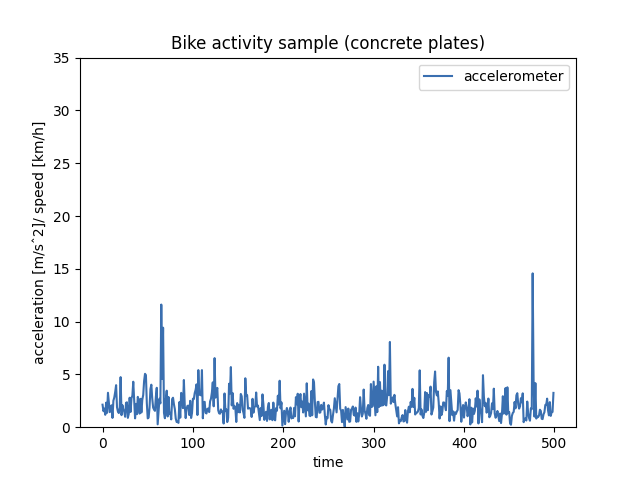 Bike activity sample (concrete plates)
accelerometer
acceleration [m/sˆ2]/ speed [km/h]
35
30
25
20
15
10
5
0
0 100 200 300 400 500
time